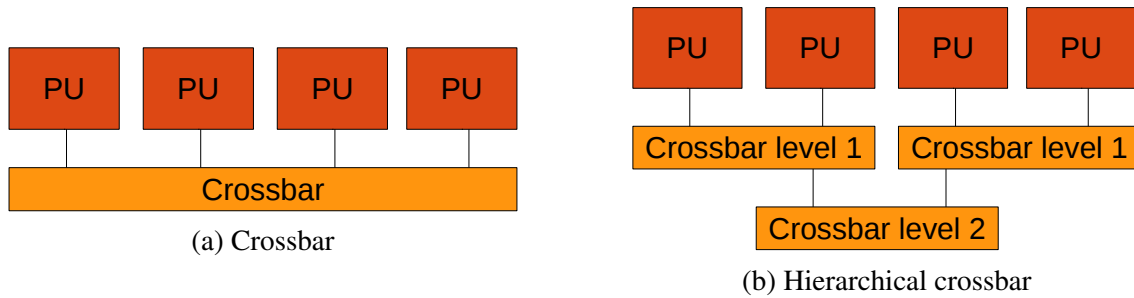 PU
PU
PU
PU
Crossbar
(a) Crossbar
PU
PU
PU
PU
Crossbar level 1
Crossbar level 1
Crossbar level 2
(b) Hierarchical crossbar